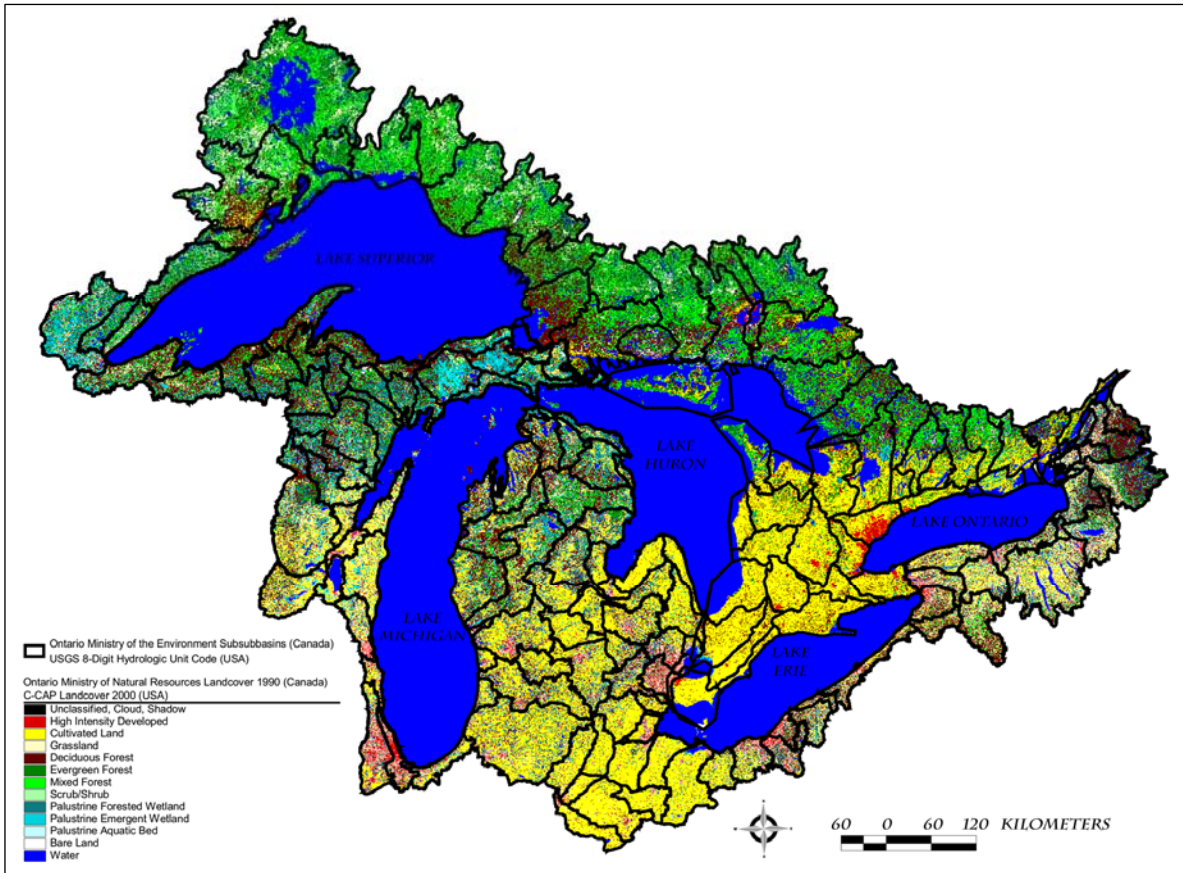 LAKE SUPERIOR
LAKE
HURON
LAKE ONTARIO
LAKE
MICHIGAN
LAKE
ERIE
Ontario Ministry of the Environment Subsubbasins (Canada)
USGS 8-Digit Hydrologic Unit Code (USA)
Ontario Ministry of Natural Resources Landcover 1990 (Canada)
C-CAP Landcover 2000 (USA)
Unclassified, Cloud, Shadow
High Intensity Developed
Cultivated Land
Grassland
Deciduous Forest
Evergreen Forest
Mixed Forest
Scrub/Shrub
Palustrine Forested Wetland
Palustrine Emergent Wetland
Palustrine Aquatic Bed
Bare Land
Water
60 0 60 120 KILOMETERS